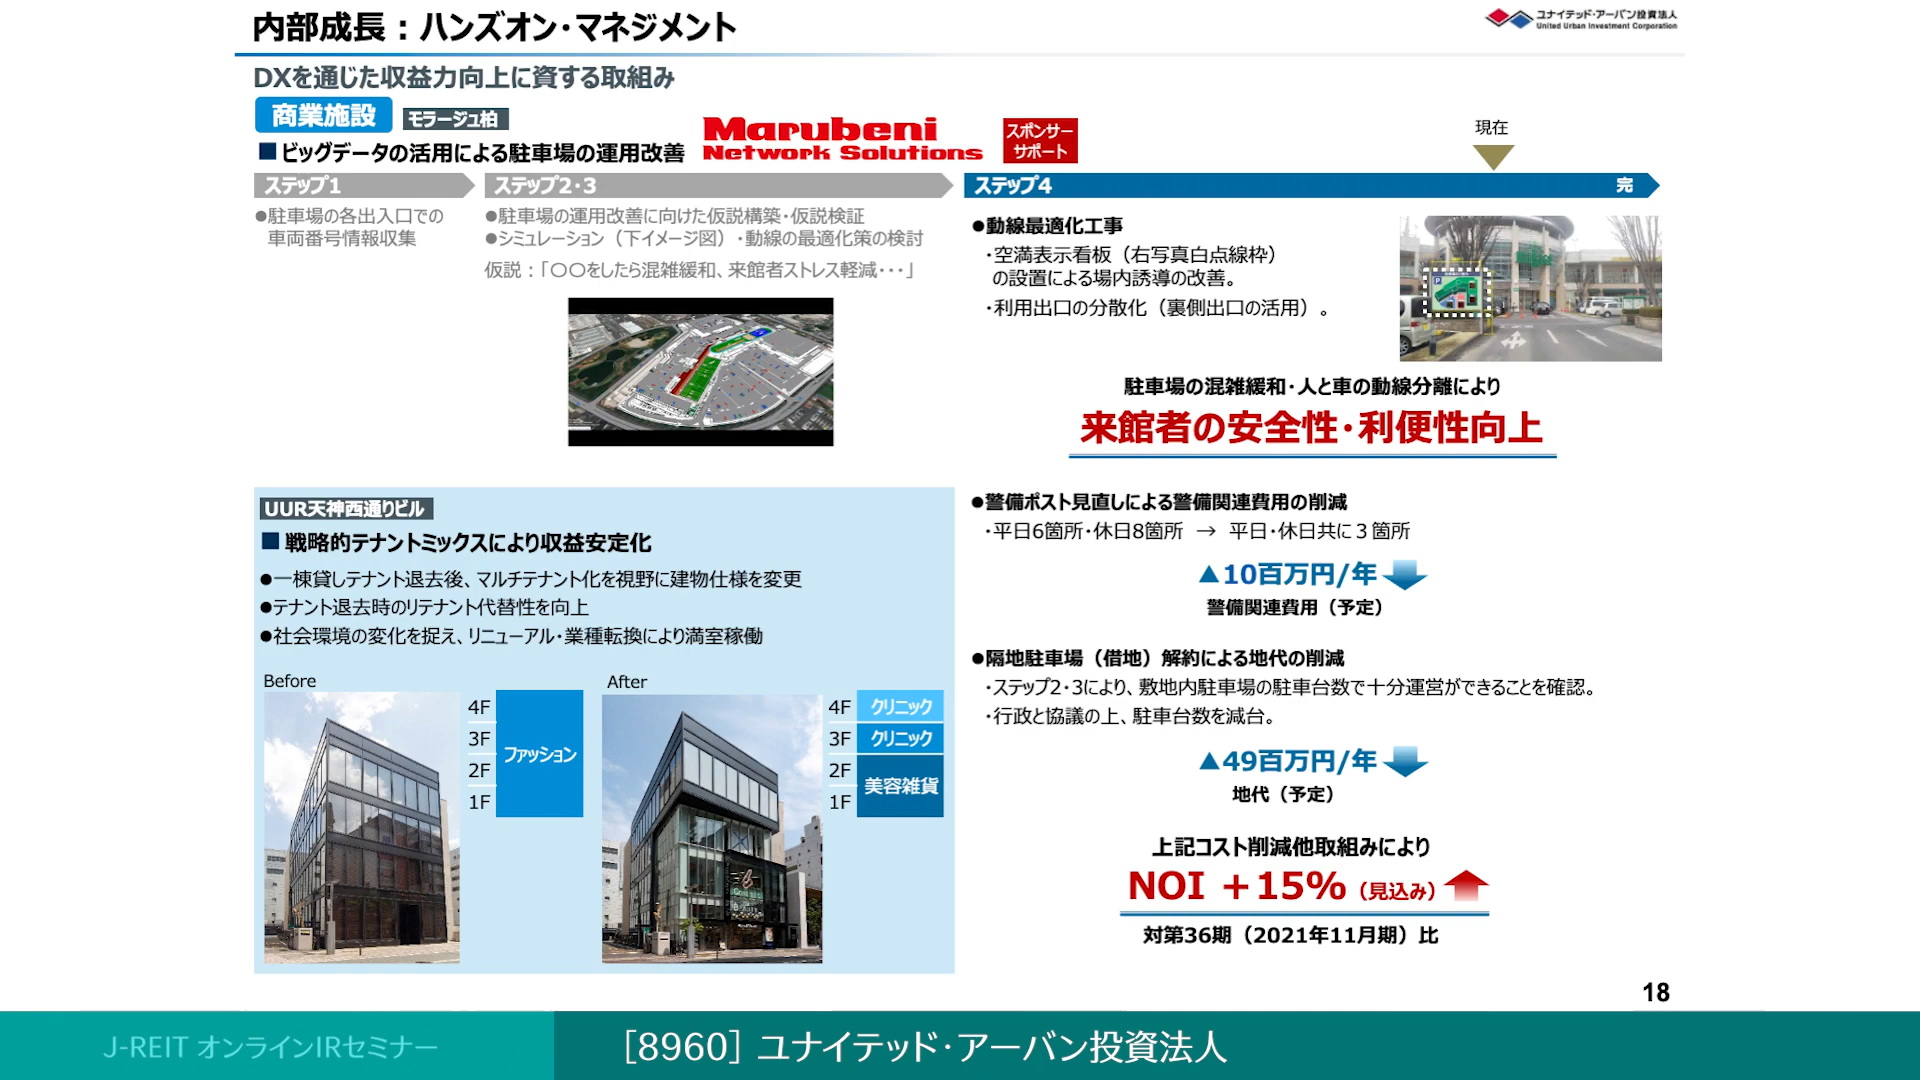 内部成長：ハンズオン・マネジメント
ユナイテッド・アーバン投資法人
United Urban Investment Corporation
DXを通じた収益力向上に資する取組み
商業施設
モラージュ柏
■ビッグデータの活用による駐車場の運用改善
Marubeni
Network Solutions
スポンサー
サポート
現在
ステップ1
ステップ2・3
ステップ4
完
●駐車場の各出入口での
車両番号情報収集
●駐車場の運用改善に向けた仮説構築・仮説検証
●シミュレーション（下イメージ図）・動線の最適化策の検討
仮説：「〇〇をしたら混雑緩和、来館者ストレス軽減・・・」
●動線最適化工事
・空満表示看板（右写真白点線枠）
の設置による場内誘導の改善。
・利用出口の分散化（裏側出口の活用）。
P
駐車場の混雑緩和・人と車の動線分離により
来館者の安全性・利便性向上
●警備ポスト見直しによる警備関連費用の削減
・平日6箇所・休日8箇所 → 平日・休日共に３箇所
▲10百万円/年
警備関連費用（予定）
●隔地駐車場（借地）解約による地代の削減
・ステップ2・3により、敷地内駐車場の駐車台数で十分運営ができることを確認。
・行政と協議の上、駐車台数を減台。
▲49百万円/年
地代（予定）
上記コスト削減他取組みにより
NOI ＋15%（見込み）
対第36期（2021年11月期）比
UUR天神西通りビル
■戦略的テナントミックスにより収益安定化
●一棟貸しテナント退去後、マルチテナント化を視野に建物仕様を変更
●テナント退去時のリテナント代替性を向上
●社会環境の変化を捉え、リニューアル・業種転換により満室稼働
Before
4F
3F
2F
1F
ファッション
After
4F クリニック
3F クリニック
2F
1F
美容雑貨
18
J-REIT オンラインIRセミナー
［8960］ユナイテッド・アーバン投資法人